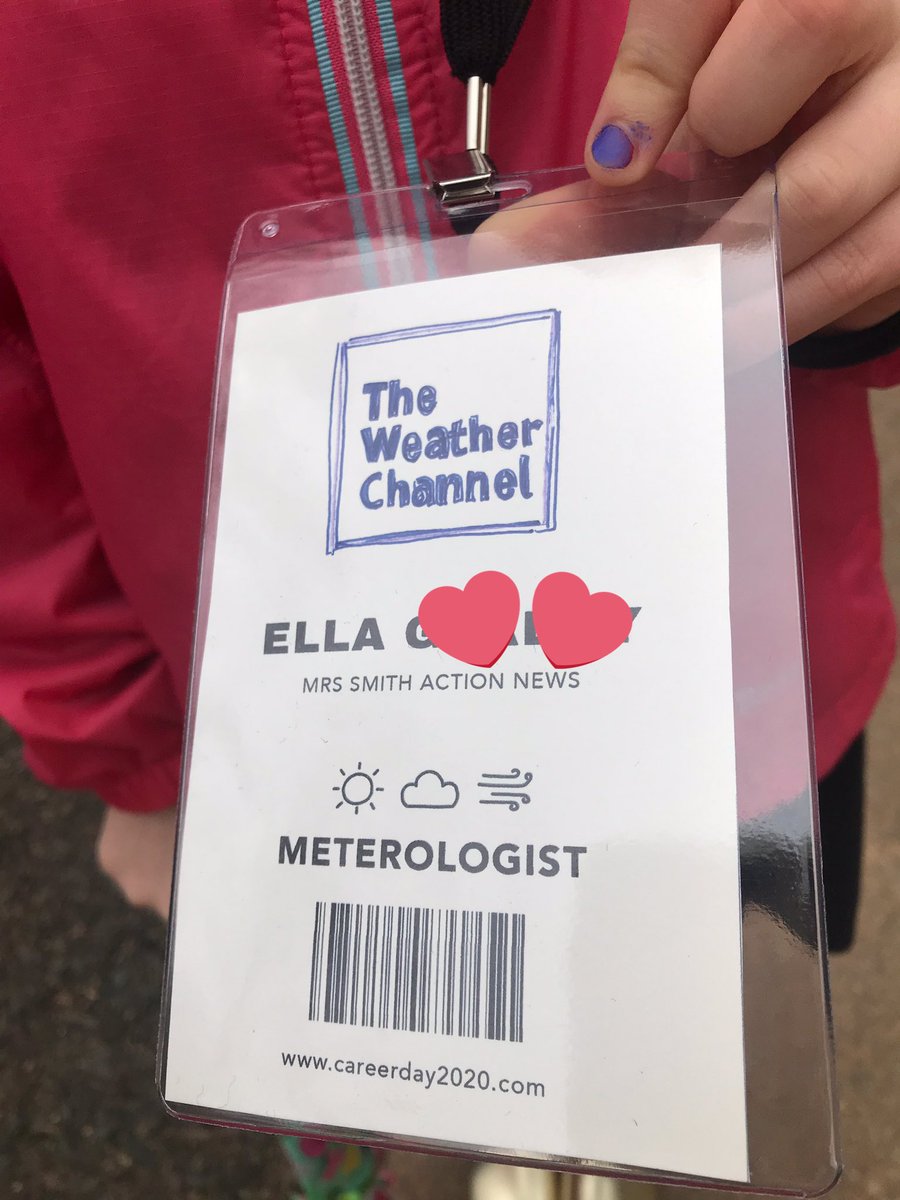 The
Weather
Channel
ELLA
MRS SMITH ACTION NEWS
METEROLOGIST
www.careerday2020.com